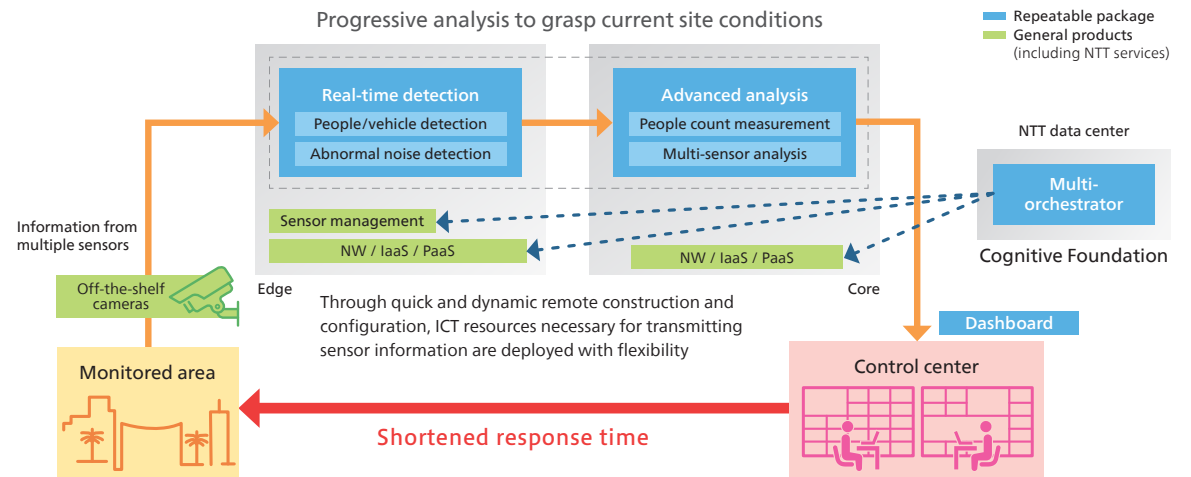 Progressive analysis to grasp current site conditions
Repeatable package
General products
(including NTT services)
Real-time detection
People/vehicle detection
Abnormal noise detection
Advanced analysis
People count measurement
Multi-sensor analysis
NTT data center
Multi-
orchestrator
Cognitive Foundation
Information from
multiple sensors
Sensor management
NW / IaaS / PaaS
NW / IaaS / PaaS
Off-the-shelf
cameras
Edge
Core
Through quick and dynamic remote construction and
configuration, ICT resources necessary for transmitting
sensor information are deployed with flexibility
Dashboard
Monitored area
Control center
Shortened response time